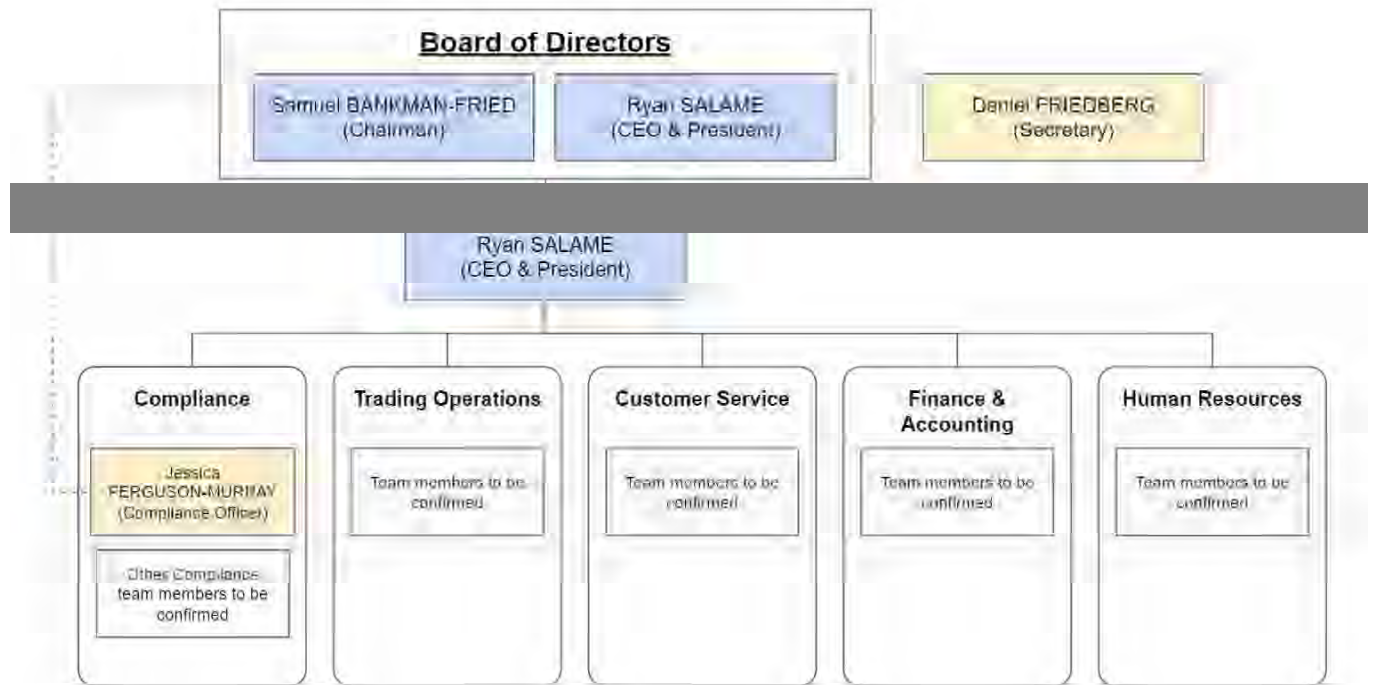 Board of Directors
Samuel BANKMAN-FRIED
(Chairman)
Ryan SALAME
(CEO & President)
Daniel FRIEDBERG
(Secretary)
Ryan SALAME
(CEO & President)
Compliance
Jessica
FERGUSON-MURRAY
(Compliance Officer)
Other Compliance
team members to be
confirmed
Trading Operations
Team members to be
confirmed
Customer Service
Team members to be
confirmed
Finance &
Accounting
Team members to be
confirmed
Human Resources
Team members to be
confirmed